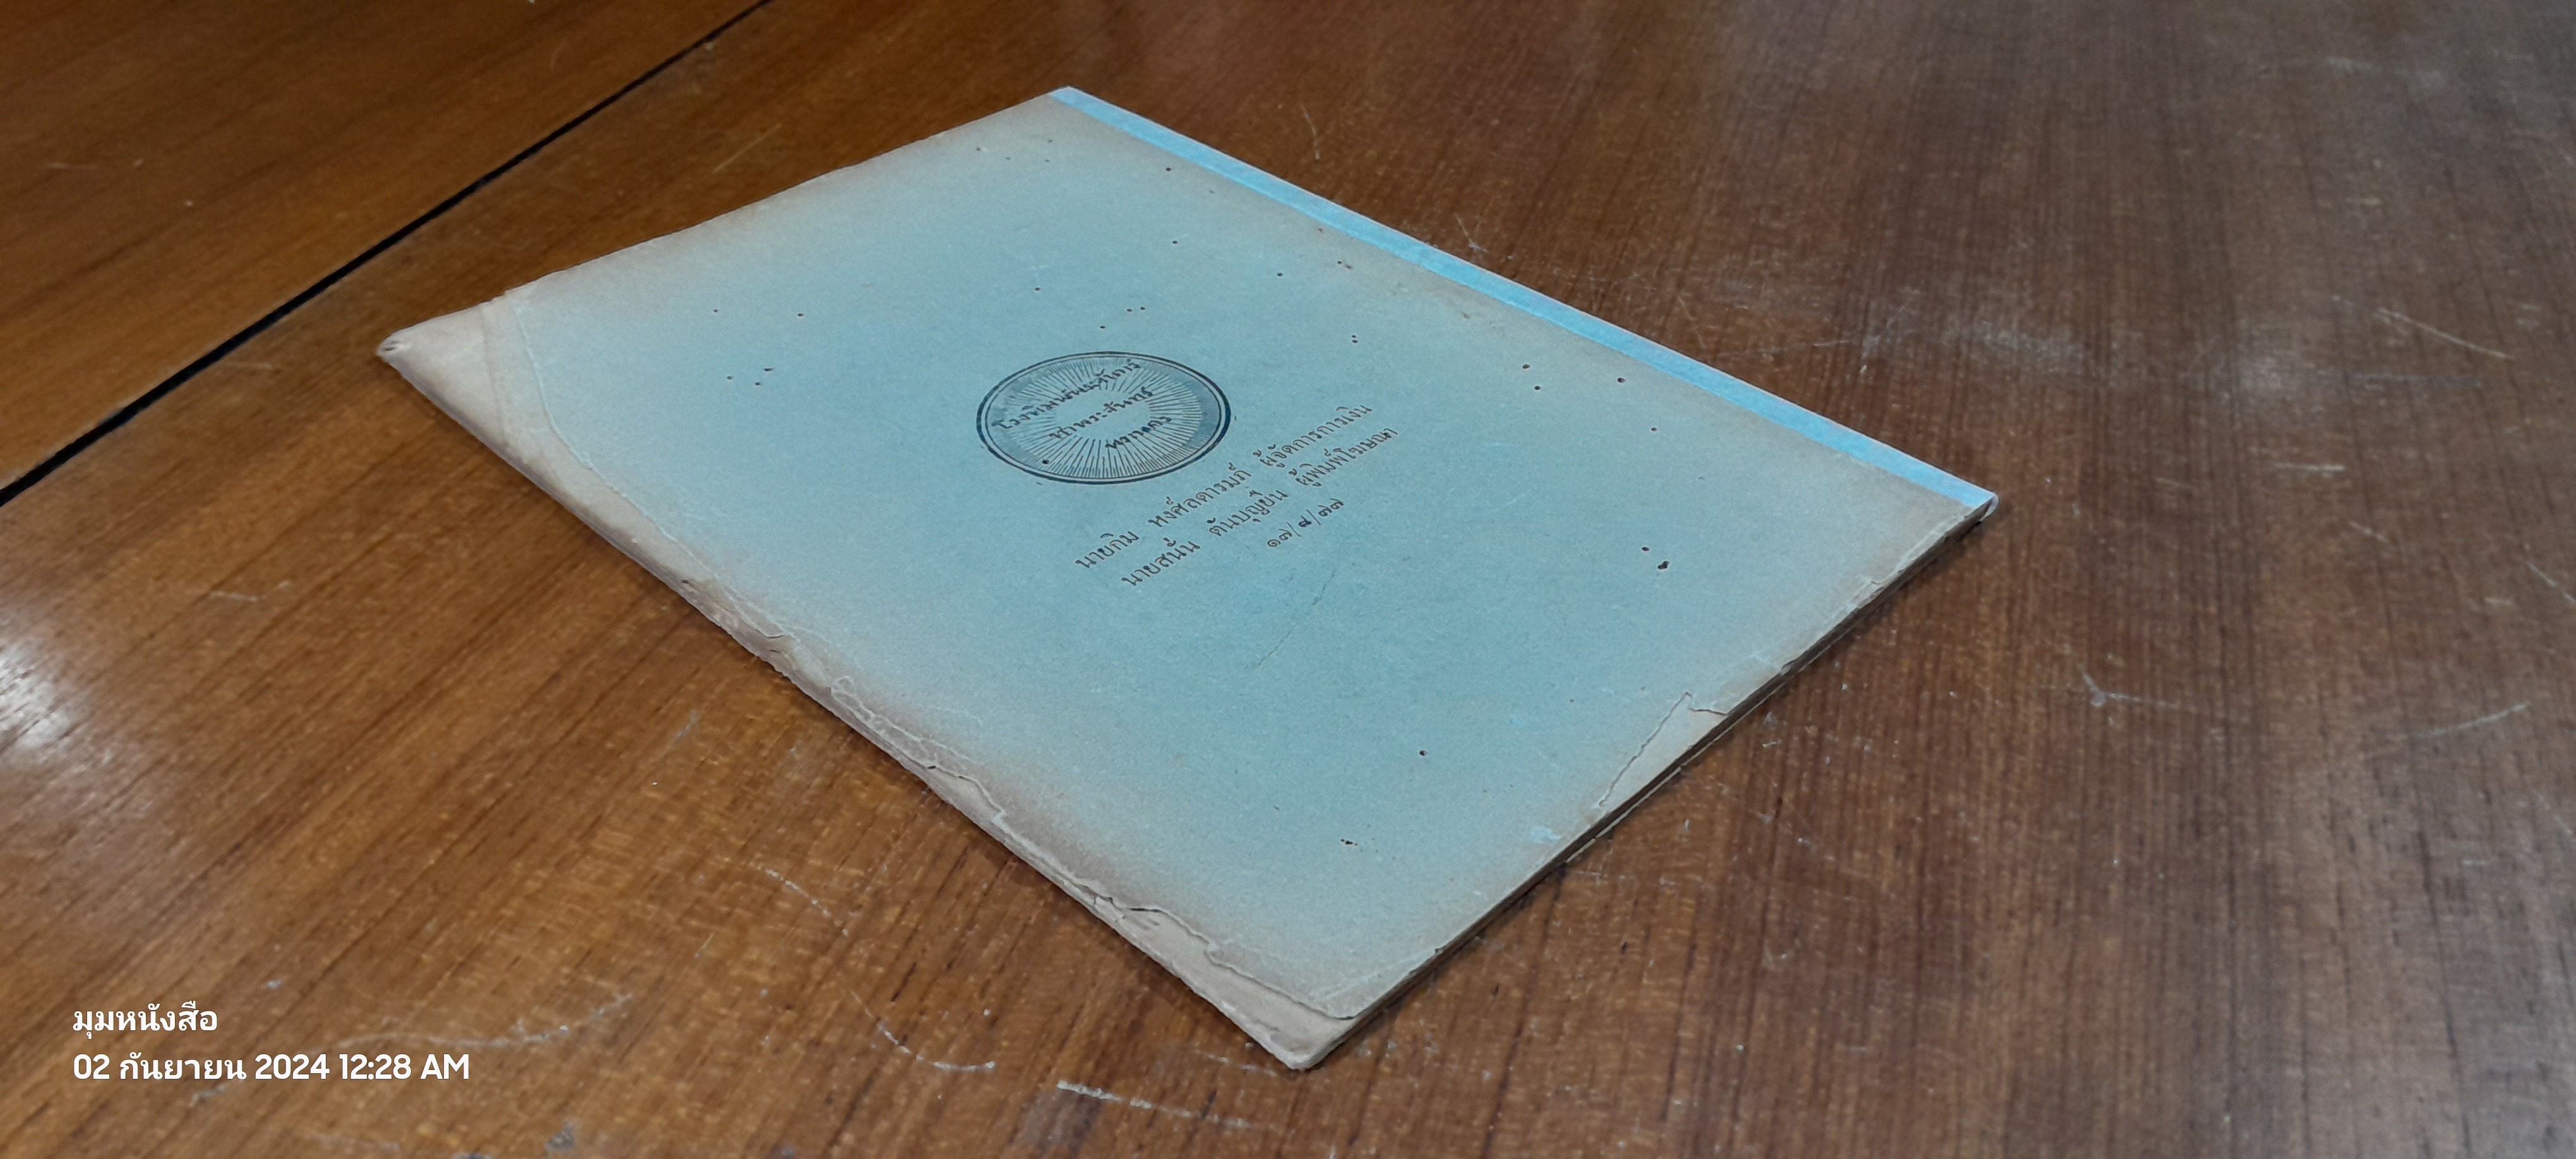 โรงพิมพ์พระจันทร์
ท่าพระจันทร์
พระนคร
นายกิม หงศ์ลดารมภ์ ผู้จัดการการเงิน
นายสนั่น ตันบุญยืน ผู้พิมพ์โฆษณา
๑๗/๘/๗๗
มุมหนังสือ
02 กันยายน 2024 12:28 AM